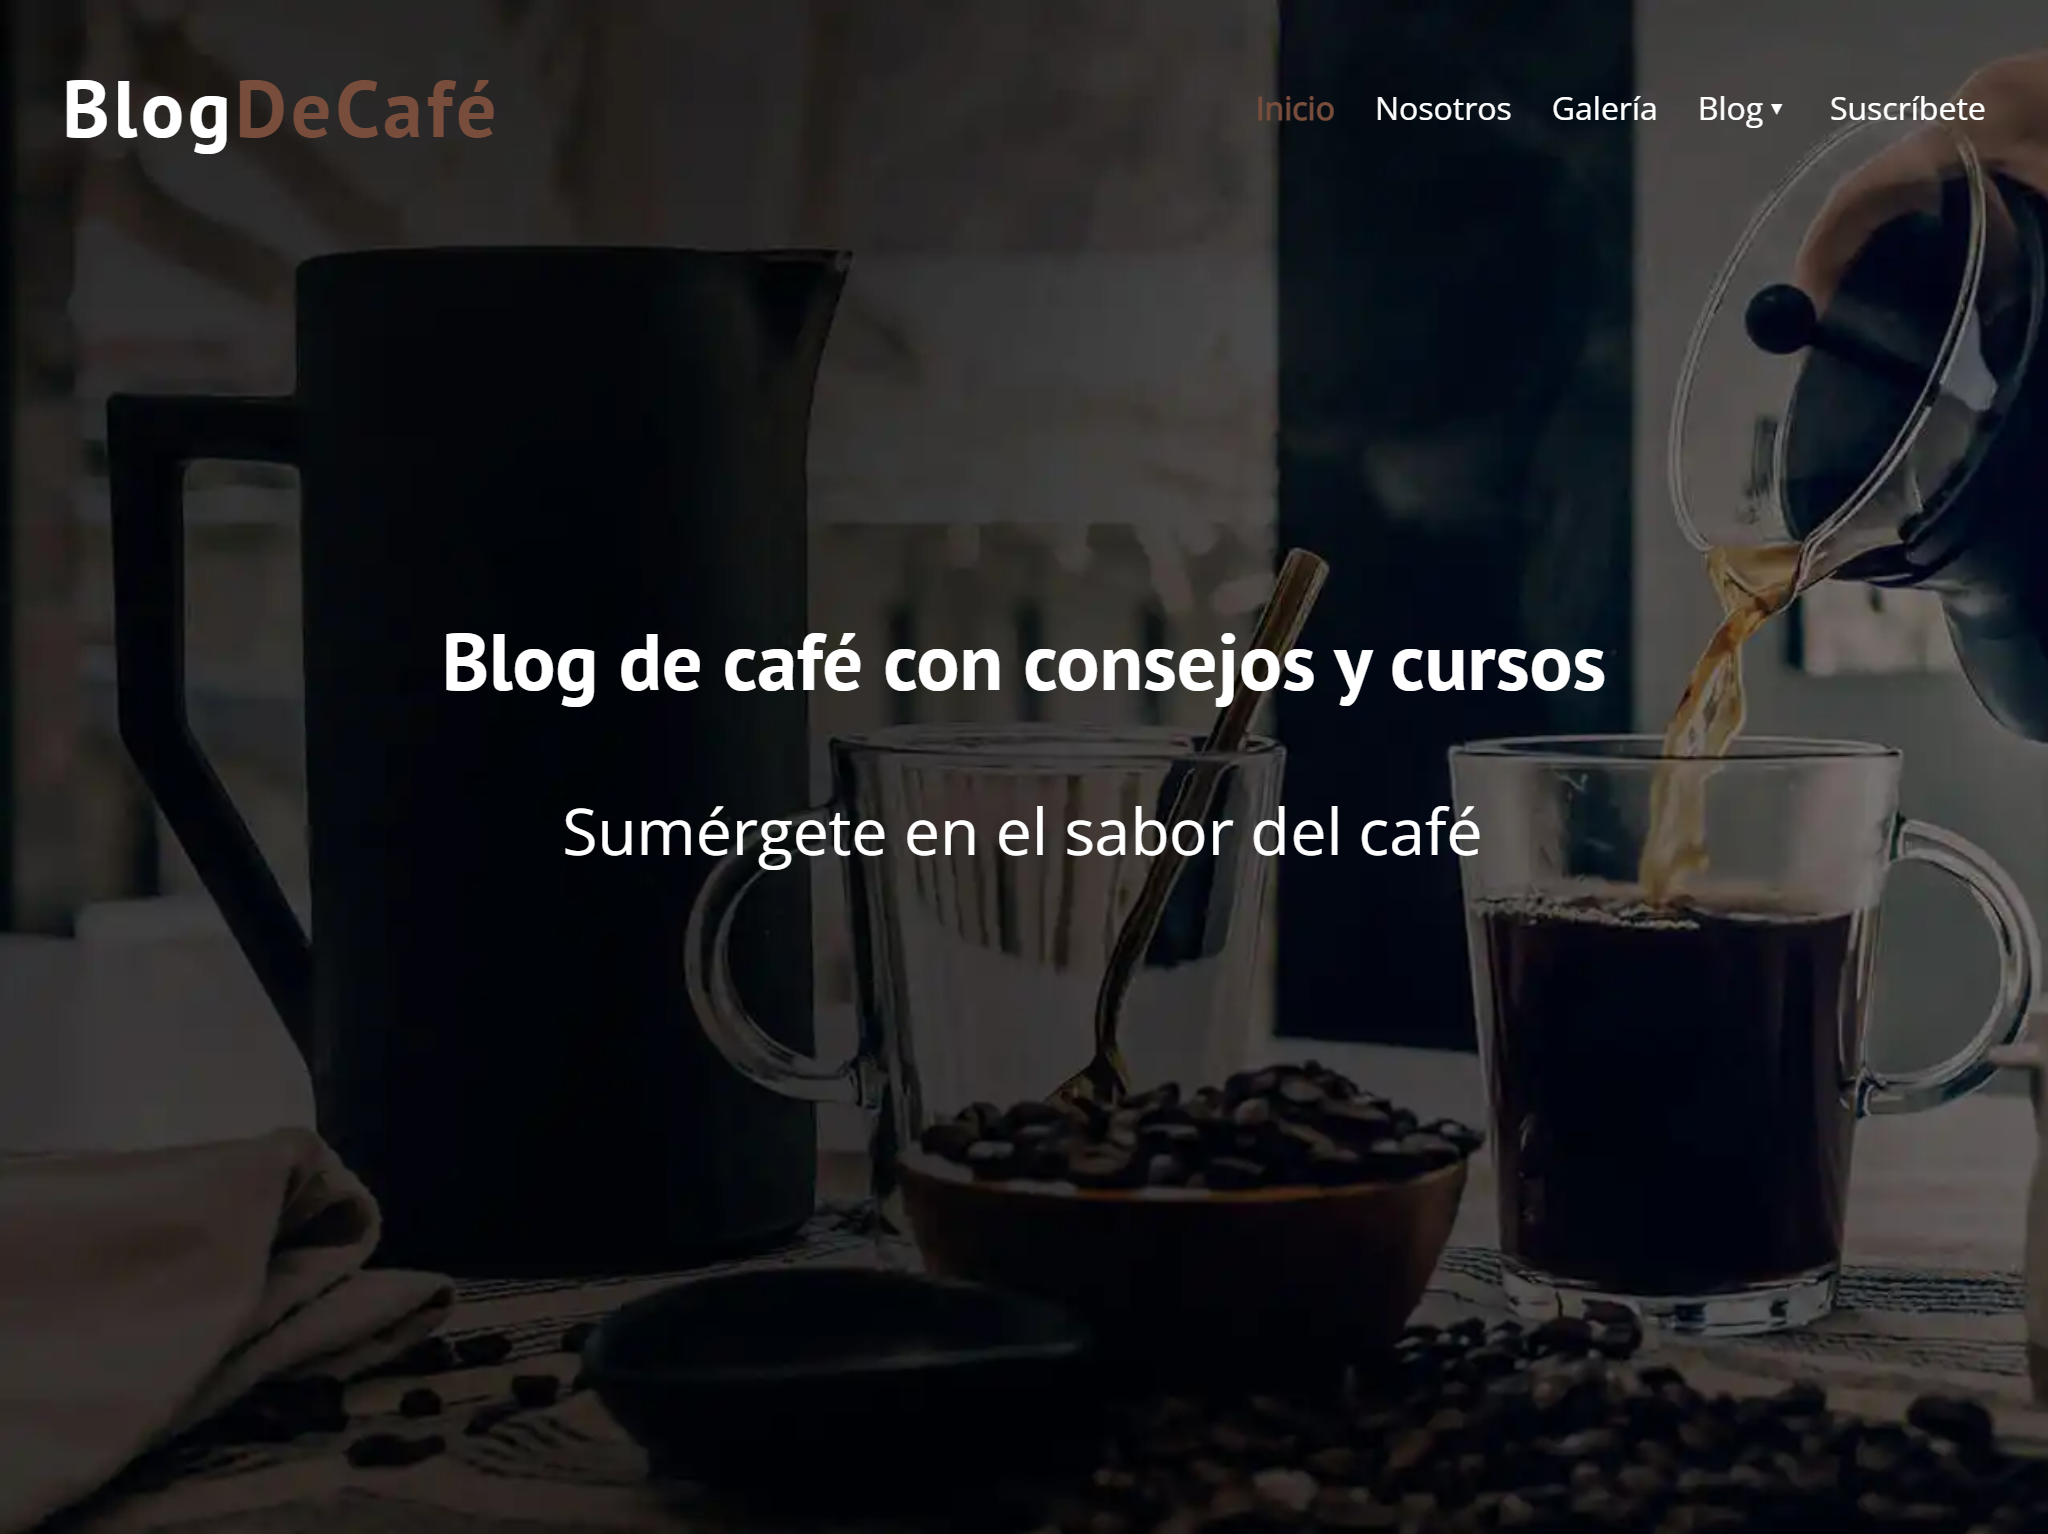 BlogDeCafé
Inicio Nosotros Galería Blog ▾ Suscríbete
Blog de café con consejos y cursos
Sumérgete en el sabor del café